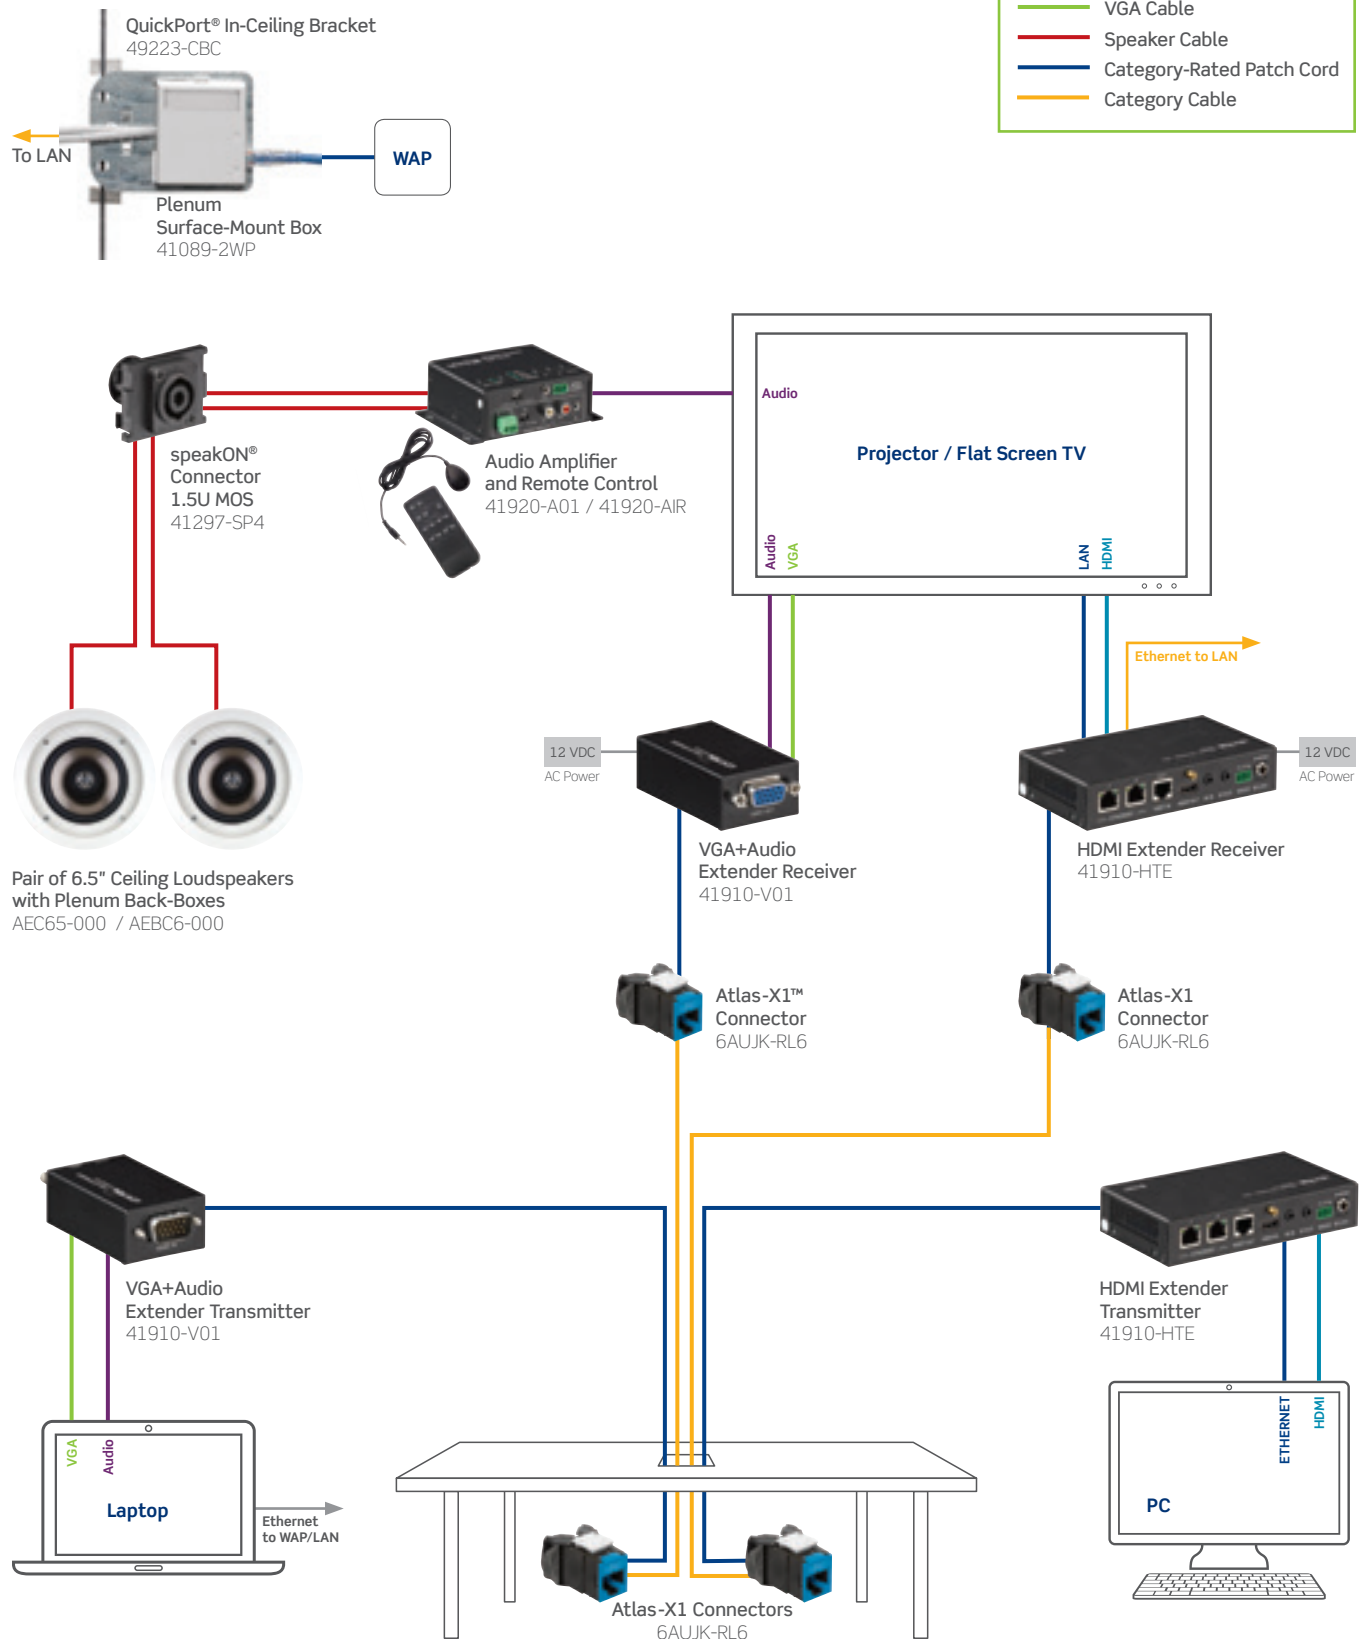 QuickPort® In-Ceiling Bracket
49223-CBC
VGA Cable
Speaker Cable
Category-Rated Patch Cord
Category Cable
To LAN
WAP
Plenum
Surface-Mount Box
41089-2WP
Audio
Projector / Flat Screen TV
speakON®
Connector
1.5U MOS
41297-SP4
Audio Amplifier
and Remote Control
41920-A01 / 41920-AIR
Audio
VGA
LAN
HDMI
Ethernet to LAN
12 VDC
AC Power
12 VDC
AC Power
VGA+Audio
Extender Receiver
41910-V01
HDMI Extender Receiver
41910-HTE
Pair of 6.5" Ceiling Loudspeakers
with Plenum Back-Boxes
AEC65-000 / AEBC6-000
Atlas-X1™
Connector
6AUJK-RL6
Atlas-X1
Connector
6AUJK-RL6
VGA+Audio
Extender Transmitter
41910-V01
HDMI Extender
Transmitter
41910-HTE
VGA
Audio
Laptop
Ethernet
to WAP/LAN
ETHERNET
HDMI
PC
Atlas-X1 Connectors
6AUJK-RL6